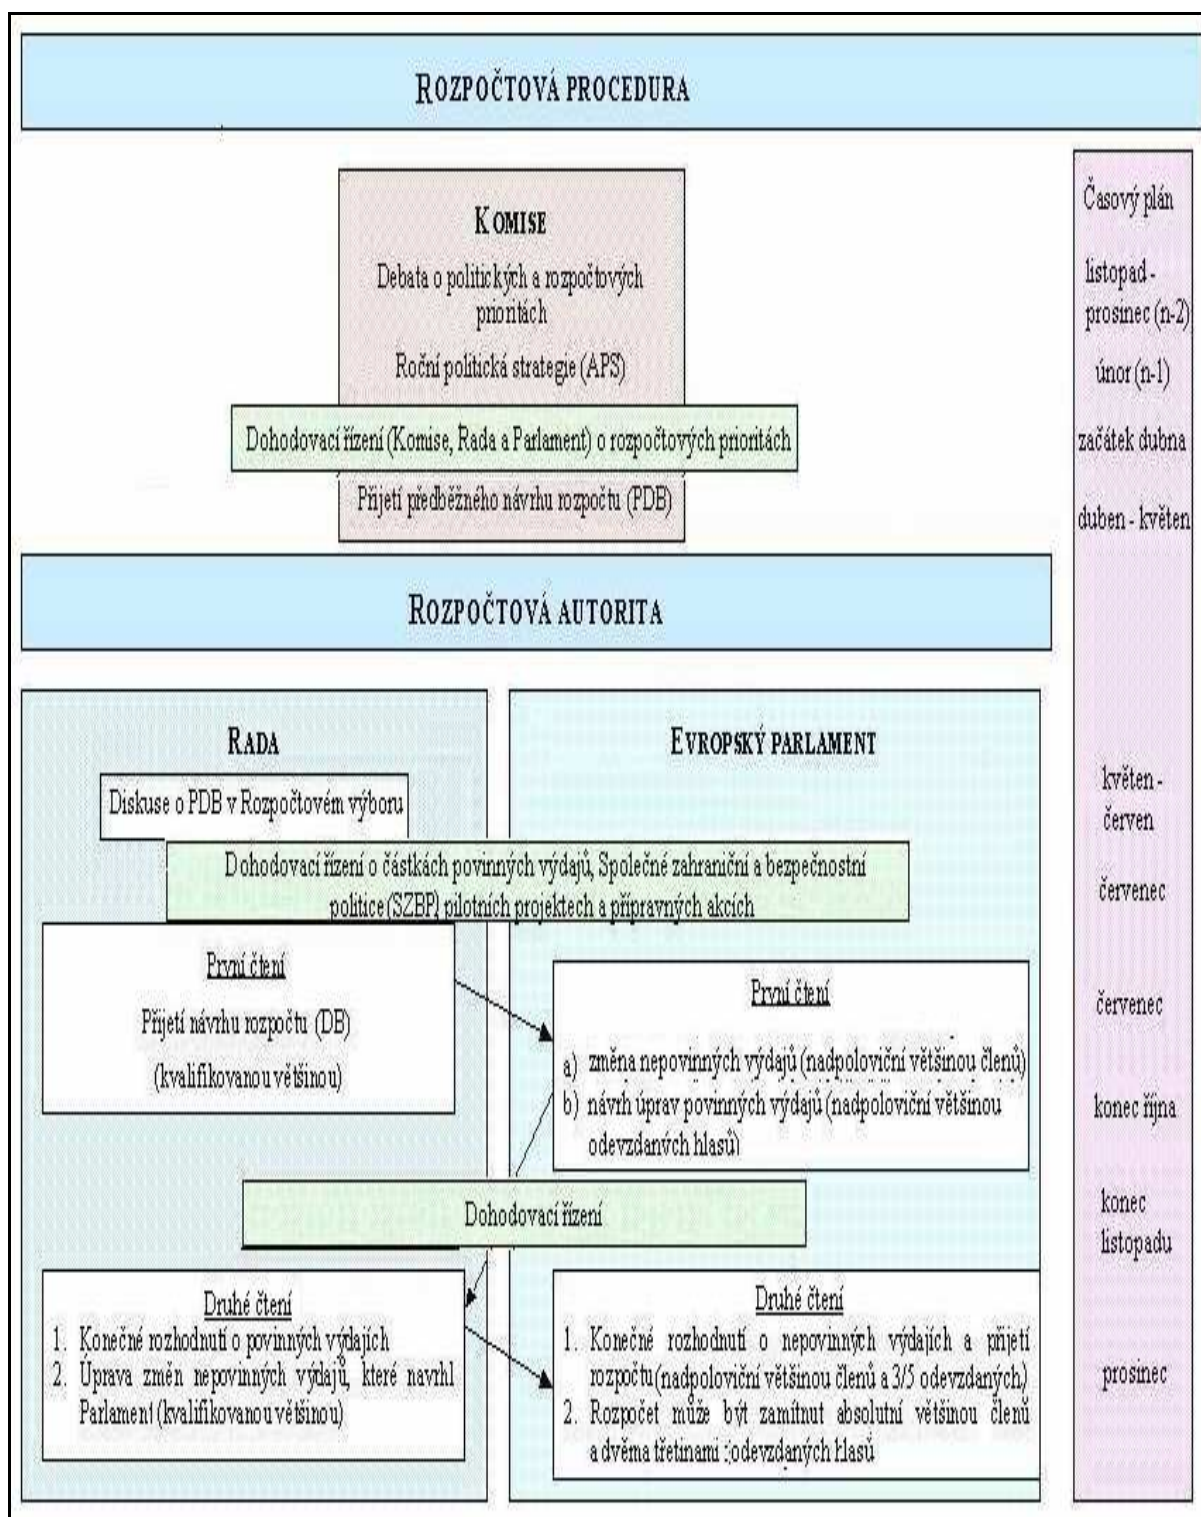 ROZPOČTOVÁ PROCEDURA
KOMISE
Debata o politických a rozpočtových
prioritách
Roční politická strategie (APS)
Dohodovací řízení (Komise, Rada a Parlament) o rozpočtových prioritách
Přijetí předběžného návrhu rozpočtu (PDB)
ROZPOČTOVÁ AUTORITA
RADA
Diskuse o PDB v Rozpočtovém výboru
EVROPSKÝ PARLAMENT
Dohodovací řízení o částkách povinných výdajů, Společné zahraniční a bezpečnostní
politice (SZBP) pilotních projektech a přípravných akcích
První čtení
Přijetí návrhu rozpočtu (DB)
(kvalifikovanou většinou)
První čtení
a) změna nepovinných výdajů (nadpoloviční většinou členů)
b) návrh úprav povinných výdajů (nadpoloviční většinou
odevzdaných hlasů)
Dohodovací řízení
Druhé čtení
1. Konečné rozhodnutí o povinných výdajích
2. Úprava změn nepovinných výdajů, které navrhl
Parlament (kvalifikovanou většinou)
Druhé čtení
1. Konečné rozhodnutí o nepovinných výdajích a přijetí
rozpočtu (nadpoloviční většinou členů a 3/5 odevzdaných)
2. Rozpočet může být zamítnut absolutní většinou členů
a dvěma třetinami odevzdaných hlasů
Časový plán
listopad -
prosinec (n-2)
únor (n-1)
začátek dubna
duben - květen
květen -
červen
červenec
červenec
konec října
konec
listopadu
prosinec